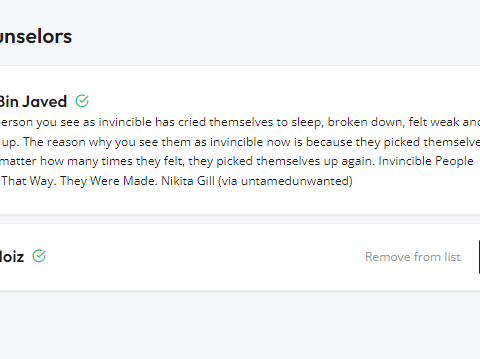 unselors
Bin Javed
erson you see as invincible has cried themselves to sleep, broken down, felt weak and
up. The reason why you see them as invincible now is because they picked themselve
matter how many times they felt, they picked themselves up again. Invincible People
That Way. They Were Made. Nikita Gill (via untamedunwanted)
oiz
Remove from list